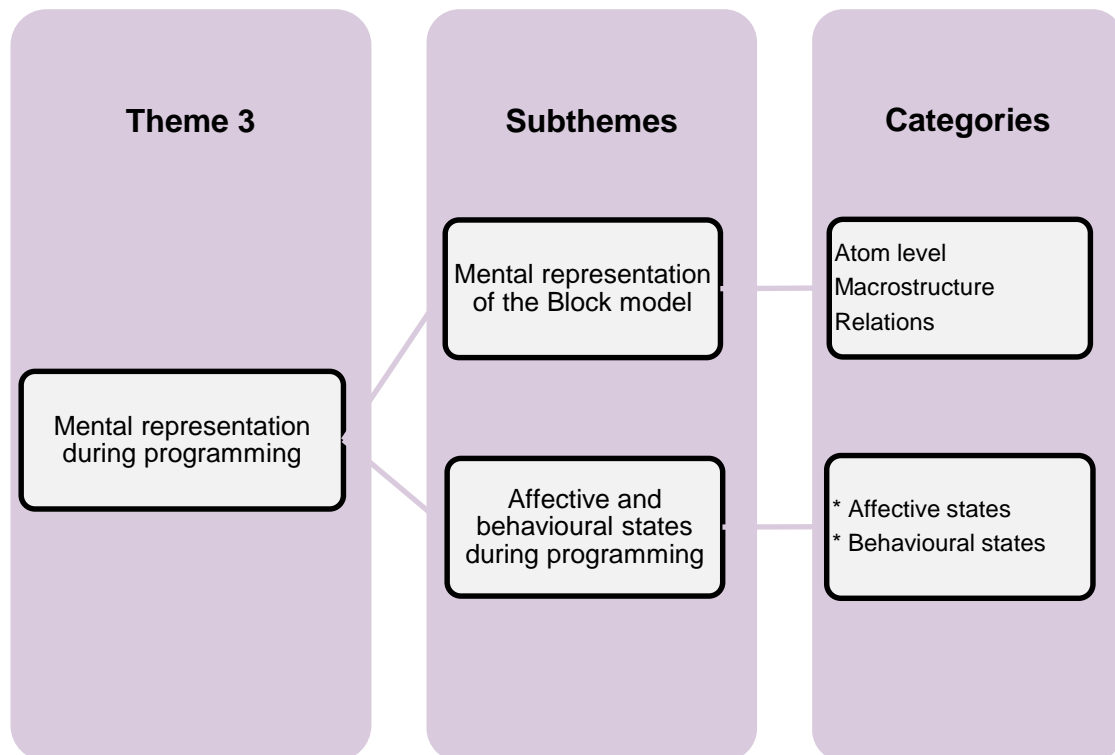 Theme 3
Subthemes
Categories
Mental representation
during programming
Mental representation
of the Block model
Affective and
behavioural states
during programming
Atom level
Macrostructure
Relations
* Affective states
* Behavioural states